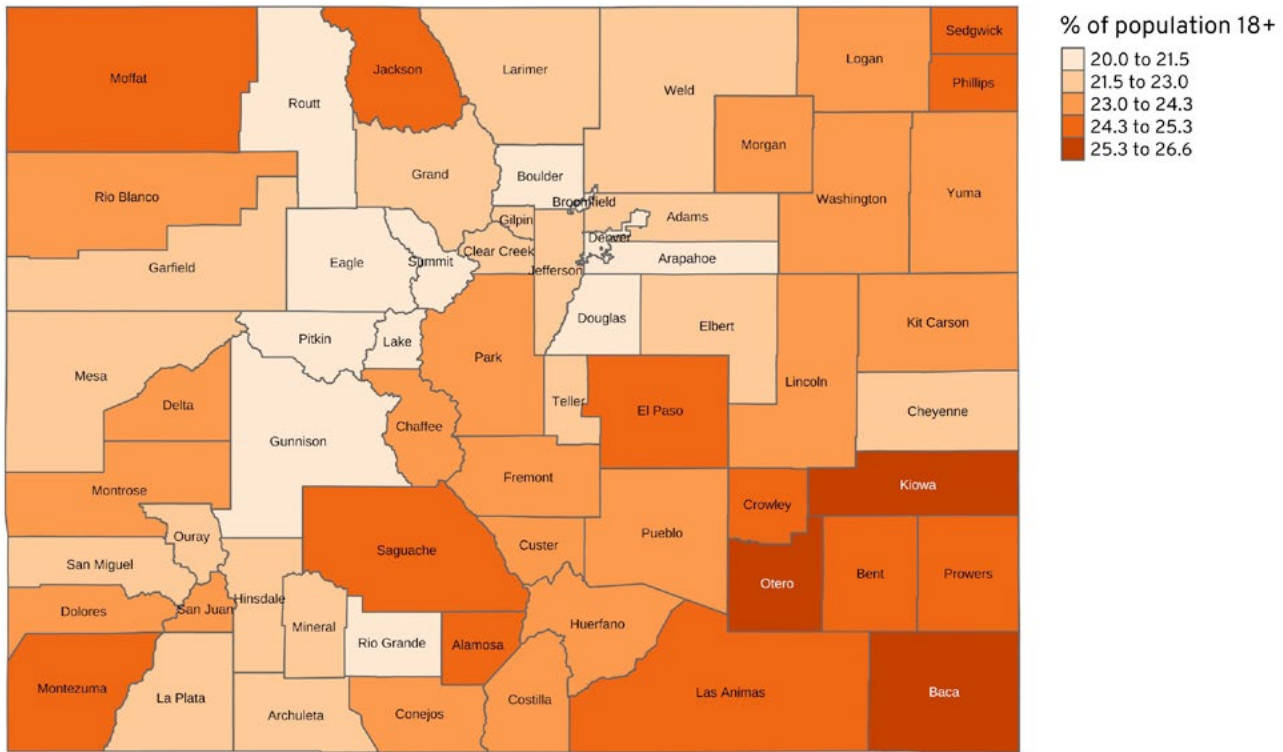 % of population 18+
20.0 to 21.5
21.5 to 23.0
23.0 to 24.3
24.3 to 25.3
25.3 to 26.6
Sedgwick
Logan
Larimer
Jackson
Moffat
Phillips
Weld
Routt
Morgan
Grand
Boulder
Yuma
Rio Blanco
Washington
Broomfield
Gilpin
Adams
Denver
Clear Creek
Arapahoe
Eagle
Summit
Garfield
Jefferson
Douglas
Kit Carson
Elbert
Pitkin
Lake
Park
Mesa
Lincoln
Teller
Delta
El Paso
Cheyenne
Chaffee
Gunnison
Fremont
Kiowa
Montrose
Crowley
Pueblo
Ouray
Custer
Saguache
San Miguel
Bent
Prowers
Otero
Hinsdale
San Juan
Dolores
Huerfano
Mineral
Rio Grande
Alamosa
Montezuma
Las Animas
Baca
La Plata
Costilla
Conejos
Archuleta